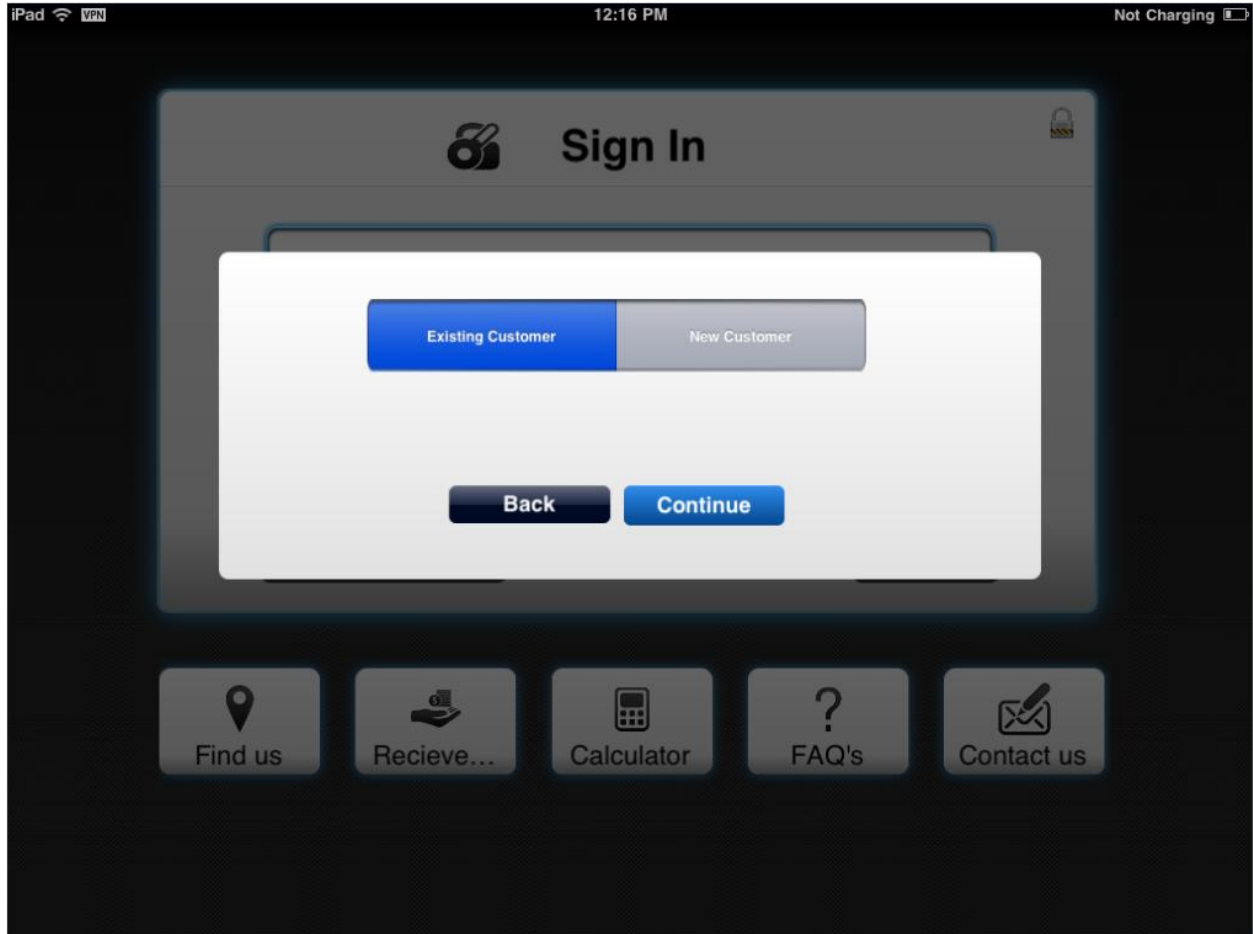 iPad VPN 12:16 PM Not Charging
Sign In
Existing Customer New Customer
Back Continue
Find us Recieve... Calculator FAQ's Contact us